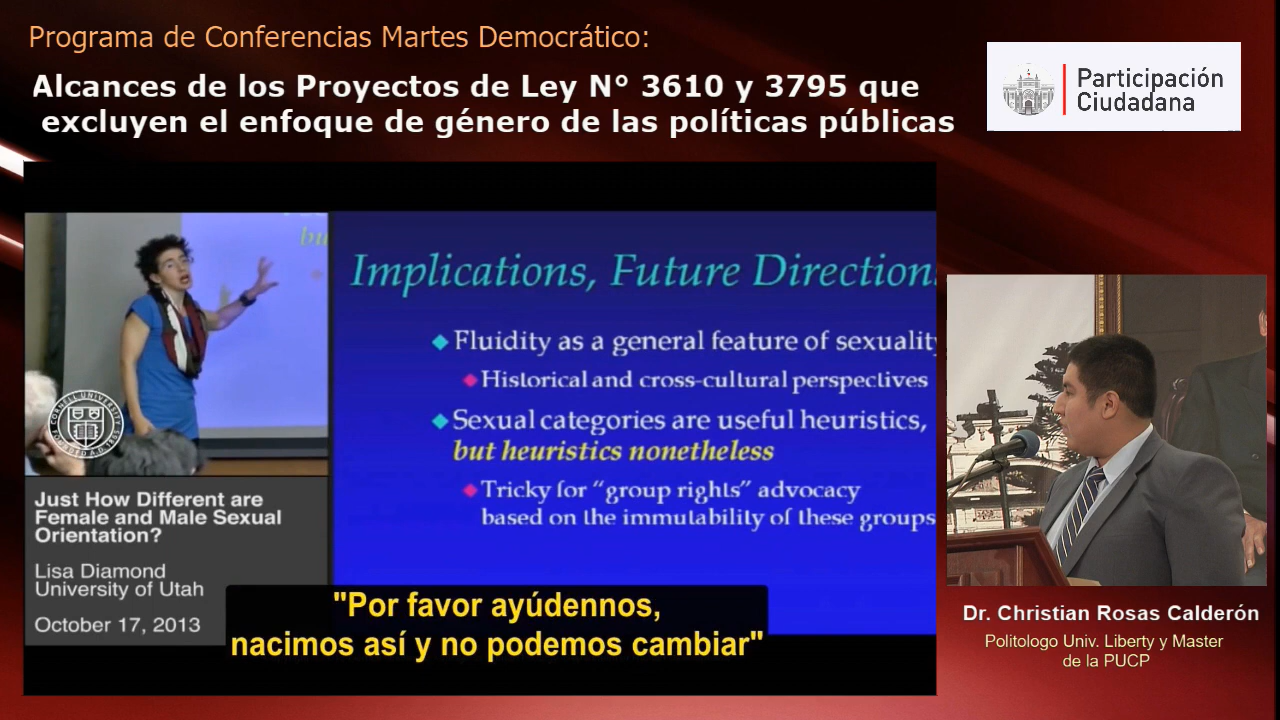 Programa de Conferencias Martes Democrático:
Alcances de los Proyectos de Ley N° 3610 y 3795 que
excluyen el enfoque de género de las políticas públicas
Participación
Ciudadana
bu
Implications, Future Direction
Fluidity as a general feature of sexuality
Historical and cross-cultural perspectives
Sexual categories are useful heuristics,
but heuristics nonetheless
Tricky for "group rights" advocacy
based on the immutability of these groups
CORNELL UNIVERSITY
Just How Different are
Female and Male Sexual
Orientation?
Lisa Diamond
University of Utah
October 17, 2013
"Por favor ayúdennos,
nacimos así y no podemos cambiar"
Dr. Christian Rosas Calderón
Politologo Univ. Liberty y Master
de la PUCP